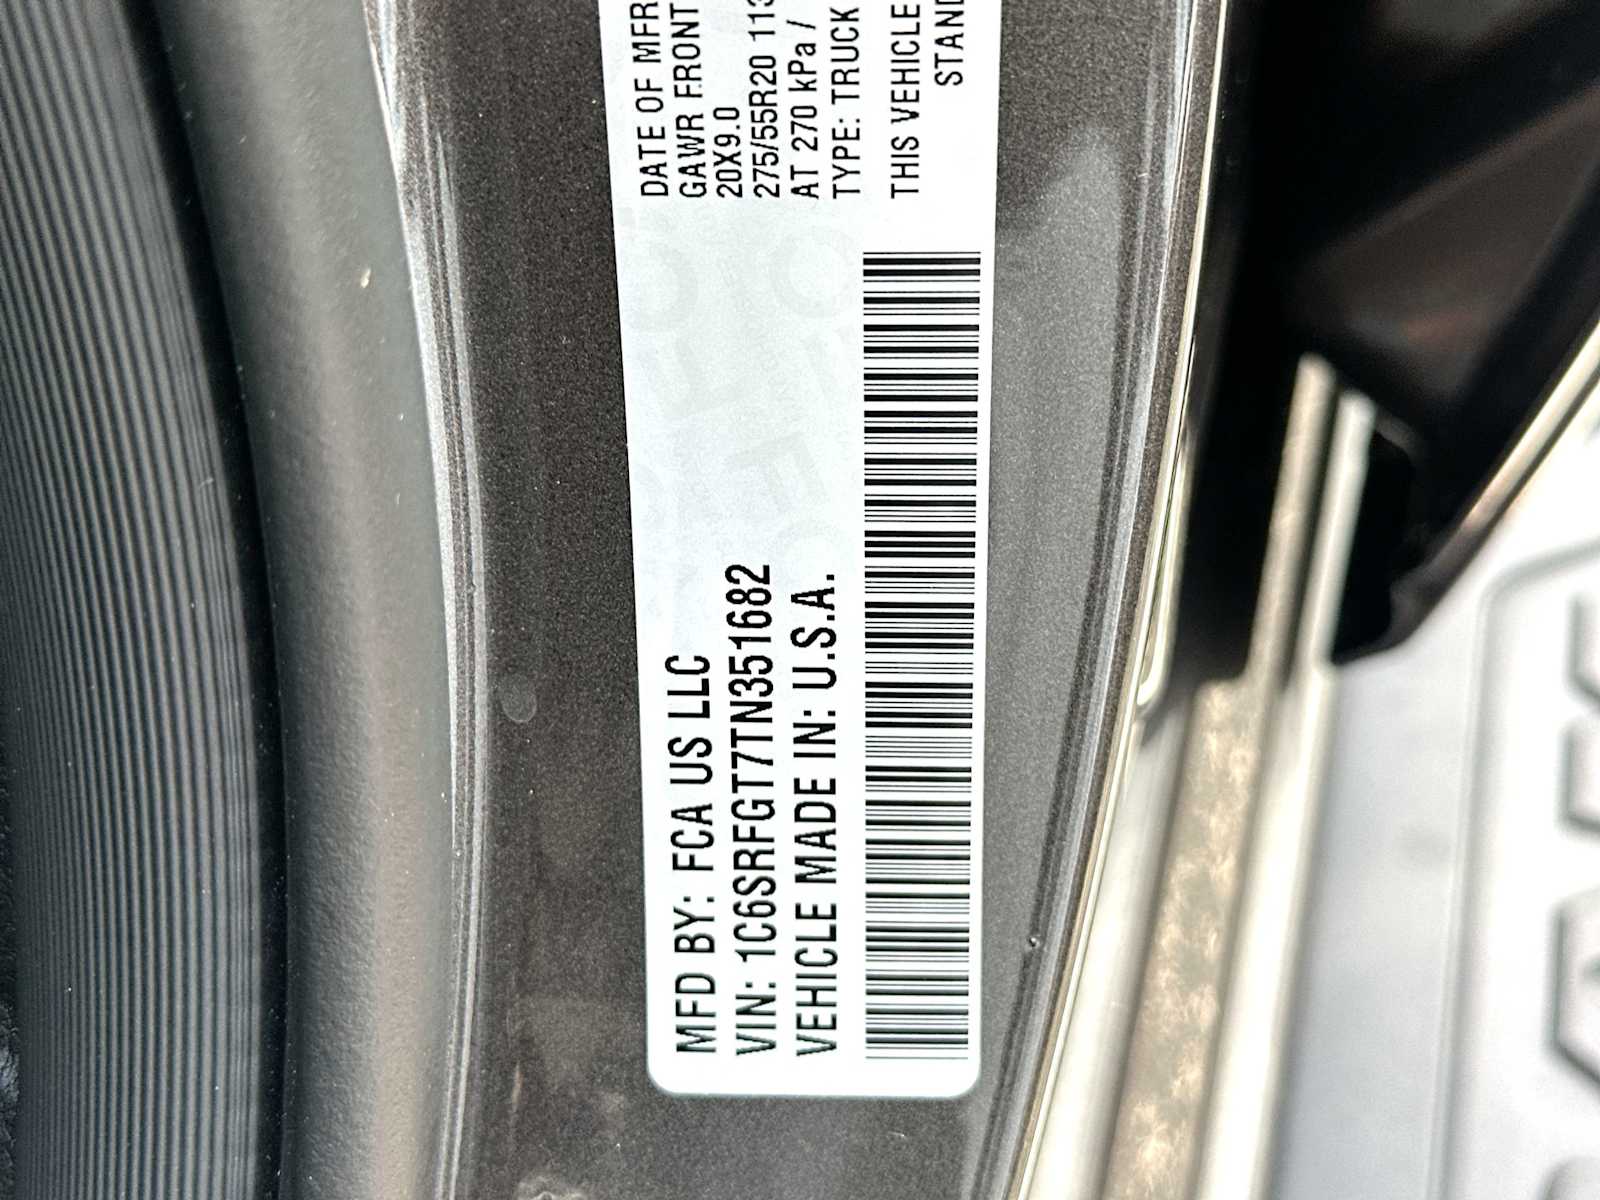 MFD BY: FCA US LLC
VIN: 1C6SRFGT7TN351682
VEHICLE MADE IN: U.S.A.
DATE OF MFR
GAWR FRONT
20X9.0
275/55R20 113
AT 270 kPa /
TYPE: TRUCK
THIS VEHICLE
STAND